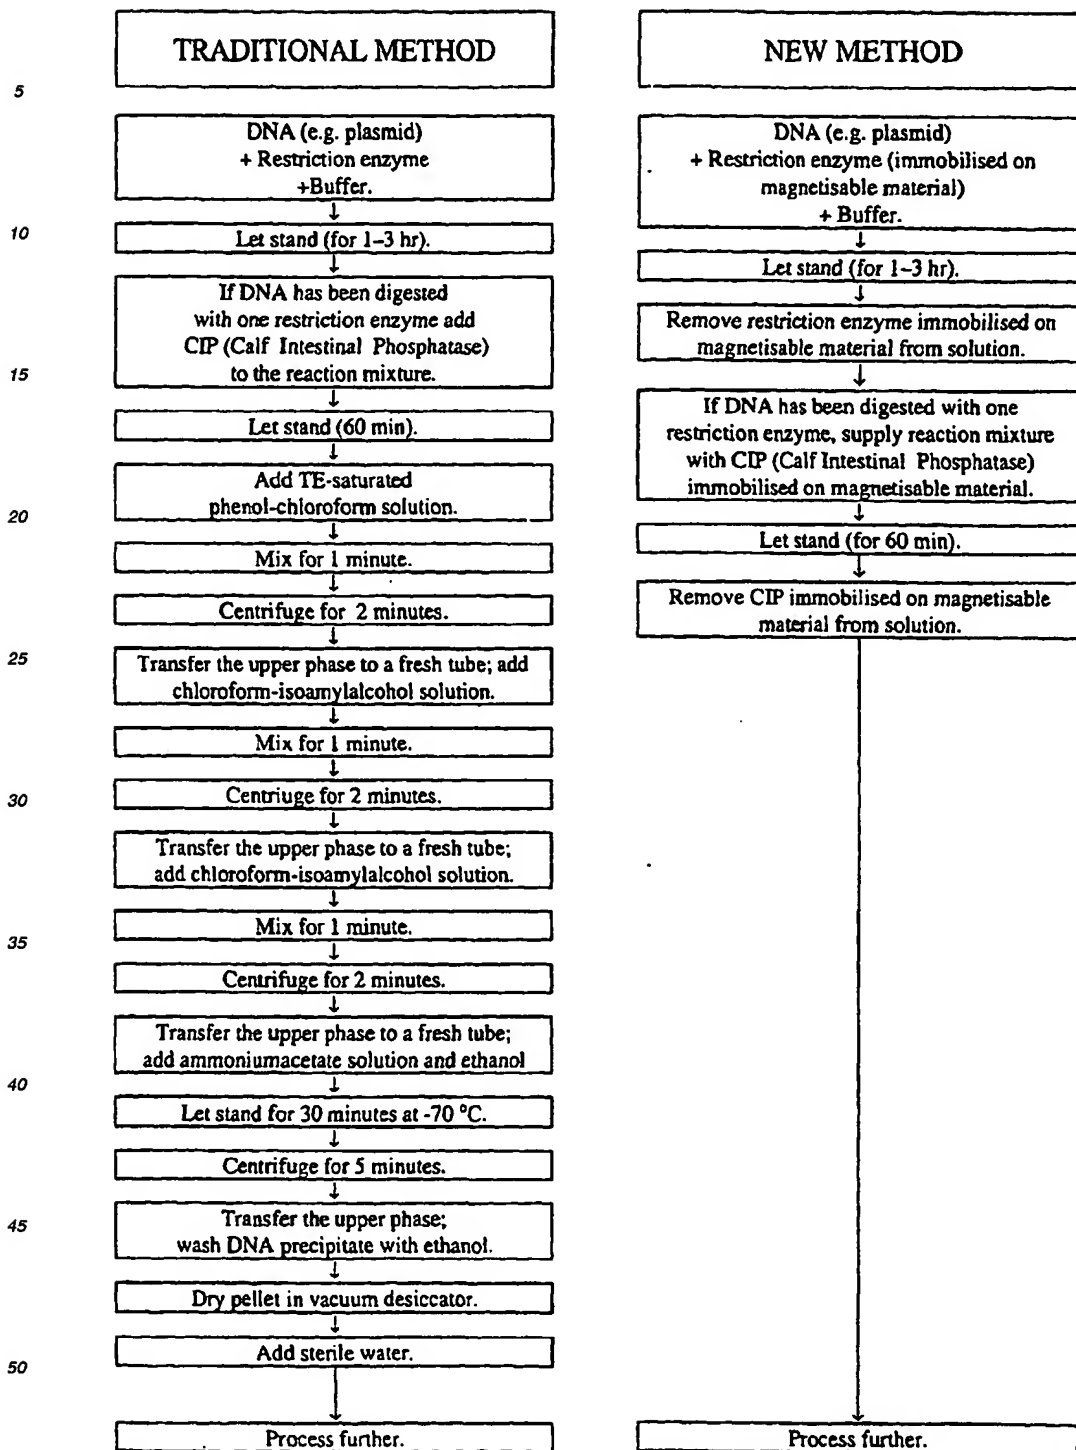 TRADITIONAL METHOD
DNA (e.g. plasmid)
+ Restriction enzyme
+Buffer.
Let stand (for 1–3 hr).
If DNA has been digested
with one restriction enzyme add
CIP (Calf Intestinal Phosphatase)
to the reaction mixture.
Let stand (60 min).
Add TE-saturated
phenol-chloroform solution.
Mix for 1 minute.
Centrifuge for 2 minutes.
Transfer the upper phase to a fresh tube; add
chloroform-isoamylalcohol solution.
Mix for 1 minute.
Centriuge for 2 minutes.
Transfer the upper phase to a fresh tube;
add chloroform-isoamylalcohol solution.
Mix for 1 minute.
Centrifuge for 2 minutes.
Transfer the upper phase to a fresh tube;
add ammoniumacetate solution and ethanol
Let stand for 30 minutes at -70 °C.
Centrifuge for 5 minutes.
Transfer the upper phase;
wash DNA precipitate with ethanol.
Dry pellet in vacuum desiccator.
Add sterile water.
Process further.
NEW METHOD
DNA (e.g. plasmid)
+ Restriction enzyme (immobilised on
magnetisable material)
+ Buffer.
Let stand (for 1–3 hr).
Remove restriction enzyme immobilised on
magnetisable material from solution.
If DNA has been digested with one
restriction enzyme, supply reaction mixture
with CIP (Calf Intestinal Phosphatase)
immobilised on magnetisable material.
Let stand (for 60 min).
Remove CIP immobilised on magnetisable
material from solution.
Process further.
5
10
15
20
25
30
35
40
45
50